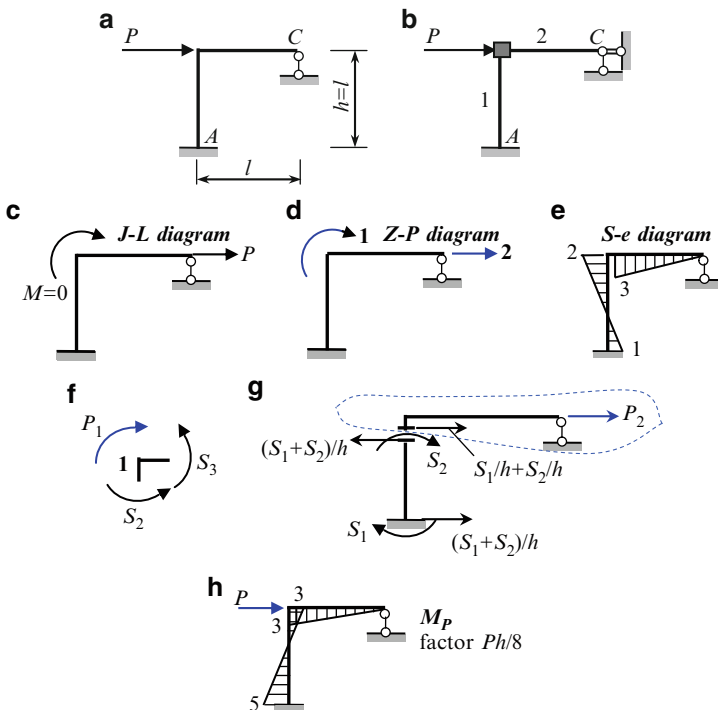 a
P
C
h=l
A
l
b
P
2
C
1
A
c
J-L diagram
P
M=0
d
1 Z-P diagram
2
e
S-e diagram
2
3
1
f
P1
1
S3
S2
g
P2
(S1+S2)/h
S2
S1/h+S2/h
S1
(S1+S2)/h
h
P
3
3
MP
factor Ph/8
5